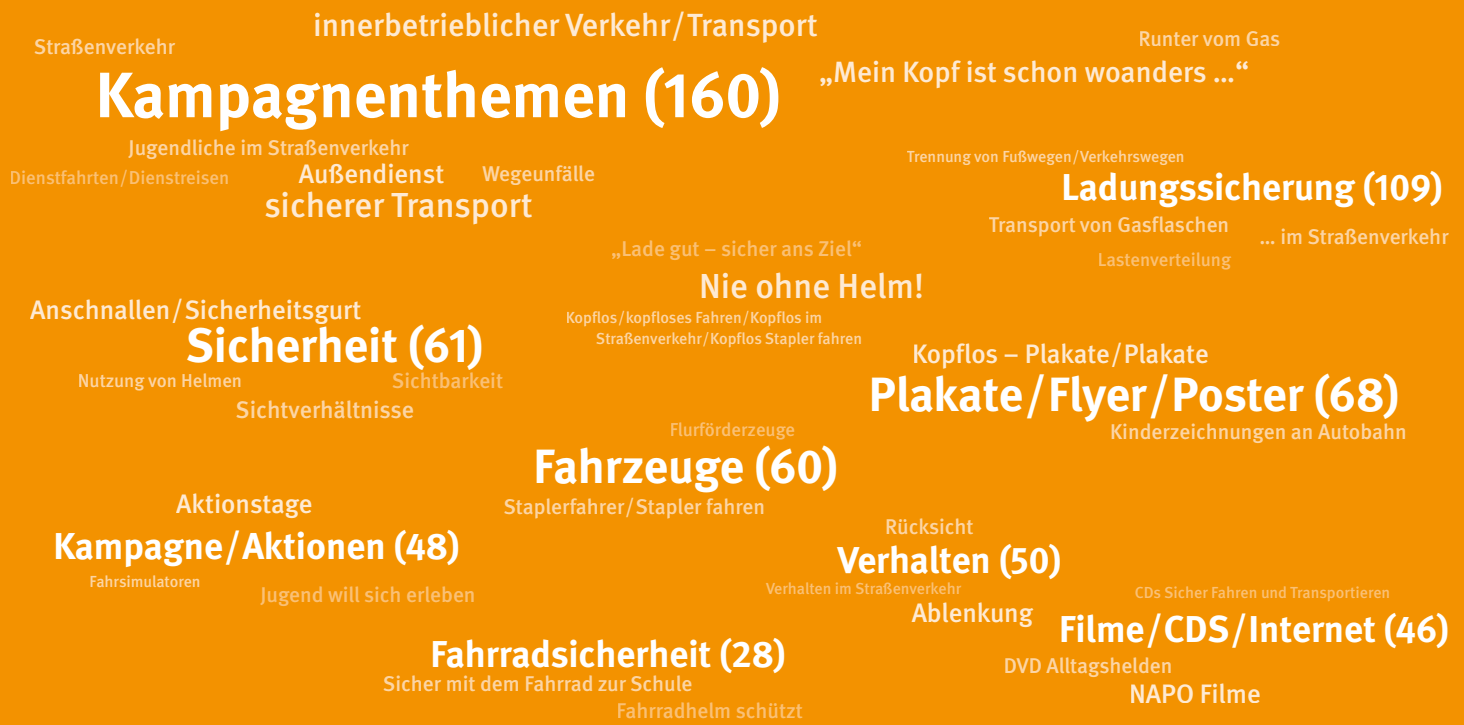 innerbetrieblicher Verkehr/Transport
Straßenverkehr
Kampagnenthemen (160)
Runter vom Gas
„Mein Kopf ist schon woanders ...“
Jugendliche im Straßenverkehr
Dienstfahrten/Dienstreisen
Außendienst
Wegeunfälle
sicherer Transport
Trennung von Fußwegen/Verkehrswegen
Ladungssicherung (109)
Transport von Gasflaschen
... im Straßenverkehr
Lastenverteilung
„Lade gut – sicher ans Ziel“
Nie ohne Helm!
Kopflos/kopfloses Fahren/Kopflos im
Straßenverkehr/Kopflos Stapler fahren
Anschnallen/Sicherheitsgurt
Sicherheit (61)
Nutzung von Helmen
Sichtbarkeit
Sichtverhältnisse
Kopflos – Plakate/Plakate
Plakate/Flyer/Poster (68)
Kinderzeichnungen an Autobahn
Flurförderzeuge
Fahrzeuge (60)
Staplerfahrer/Stapler fahren
Aktionstage
Kampagne/Aktionen (48)
Fahrsimulatoren
Jugend will sich erleben
Rücksicht
Verhalten (50)
Verhalten im Straßenverkehr
Ablenkung
CDs Sicher Fahren und Transportieren
Filme/CDS/Internet (46)
DVD Alltagshelden
NAPO Filme
Fahrradsicherheit (28)
Sicher mit dem Fahrrad zur Schule
Fahrradhelm schützt